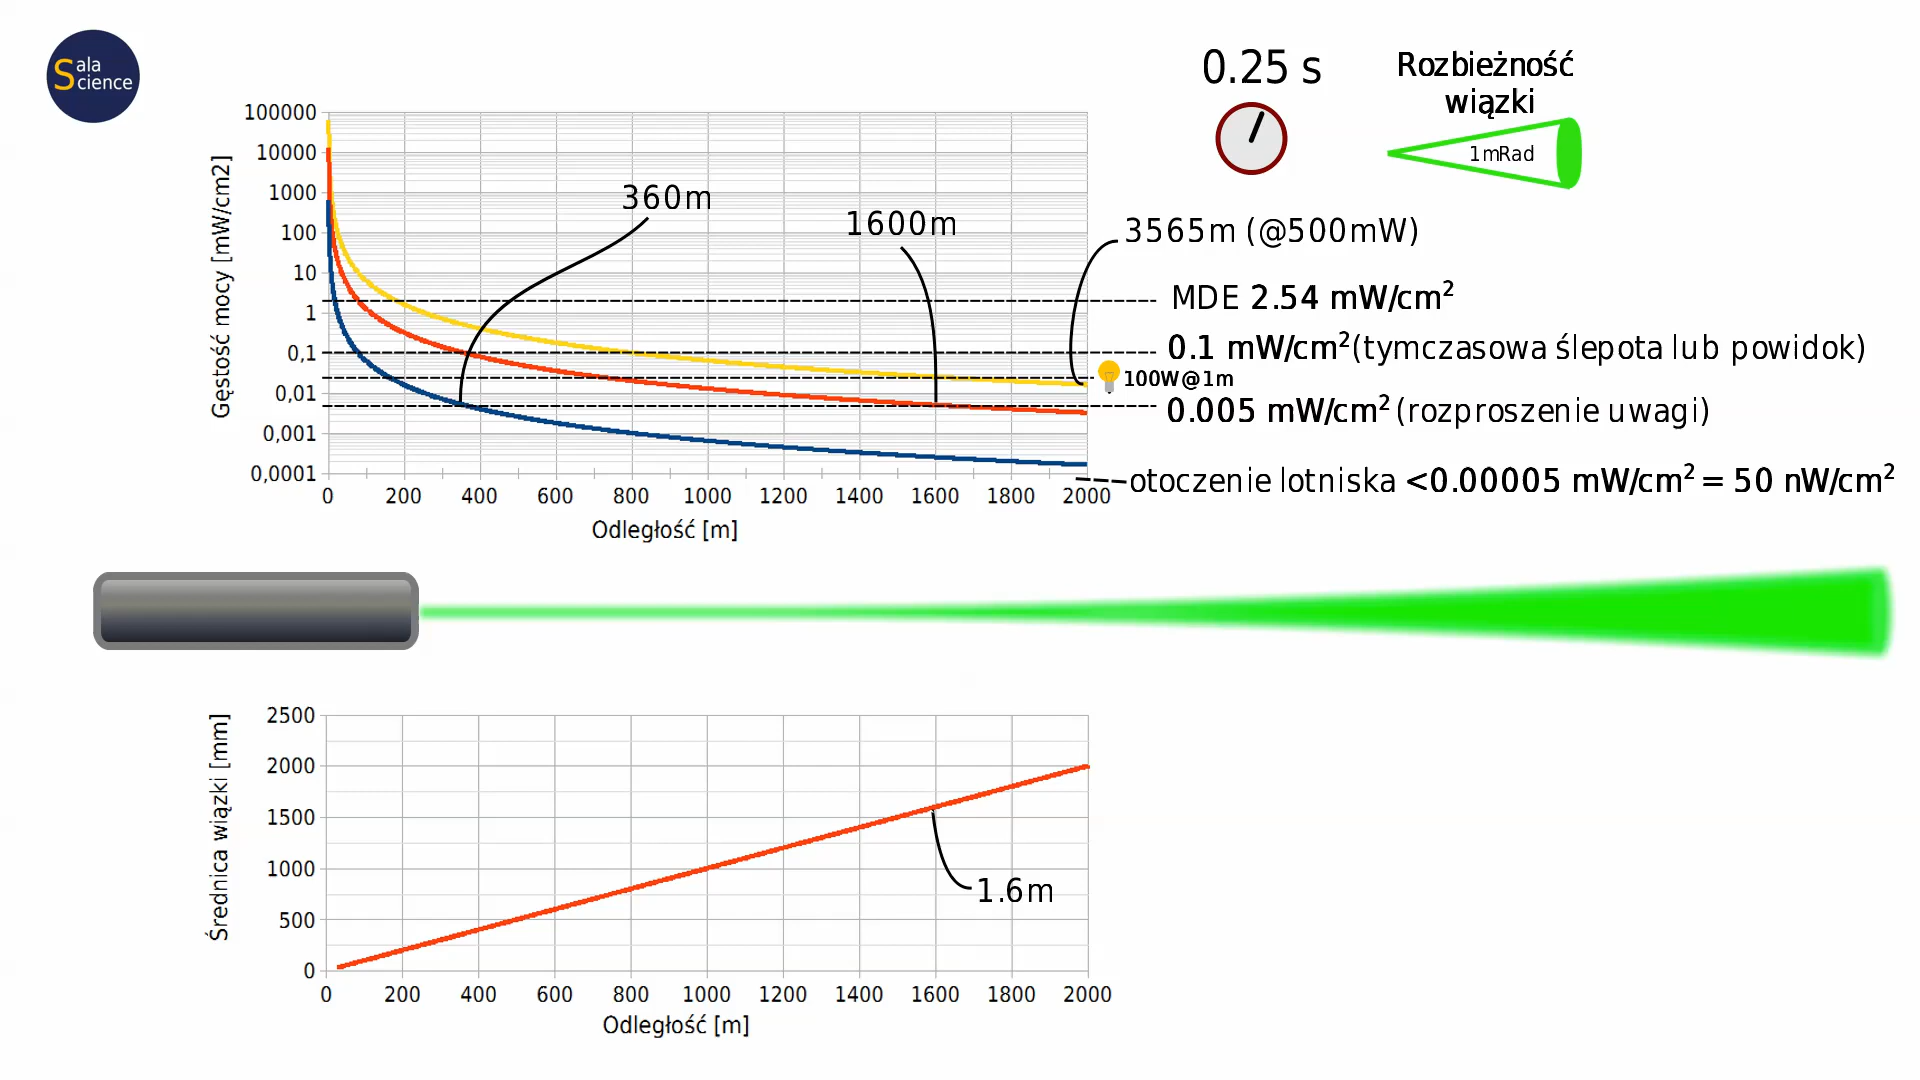 Sala
Science
0.25 s
Rozbieżność
wiązki
1mRad
Gęstość mocy [mW/cm2]
100000
10000
1000
100
10
1
0,1
0,01
0,001
0,0001
360m
1600m
3565m (@500mW)
MDE 2.54 mW/cm²
0.1 mW/cm² (tymczasowa ślepota lub powidok)
100W@1m
0.005 mW/cm² (rozproszenie uwagi)
otoczenie lotniska <0.00005 mW/cm² = 50 nW/cm²
0 200 400 600 800 1000 1200 1400 1600 1800 2000
Odległość [m]
Średnica wiązki [mm]
2500
2000
1500
1000
500
0
1.6m
0 200 400 600 800 1000 1200 1400 1600 1800 2000
Odległość [m]